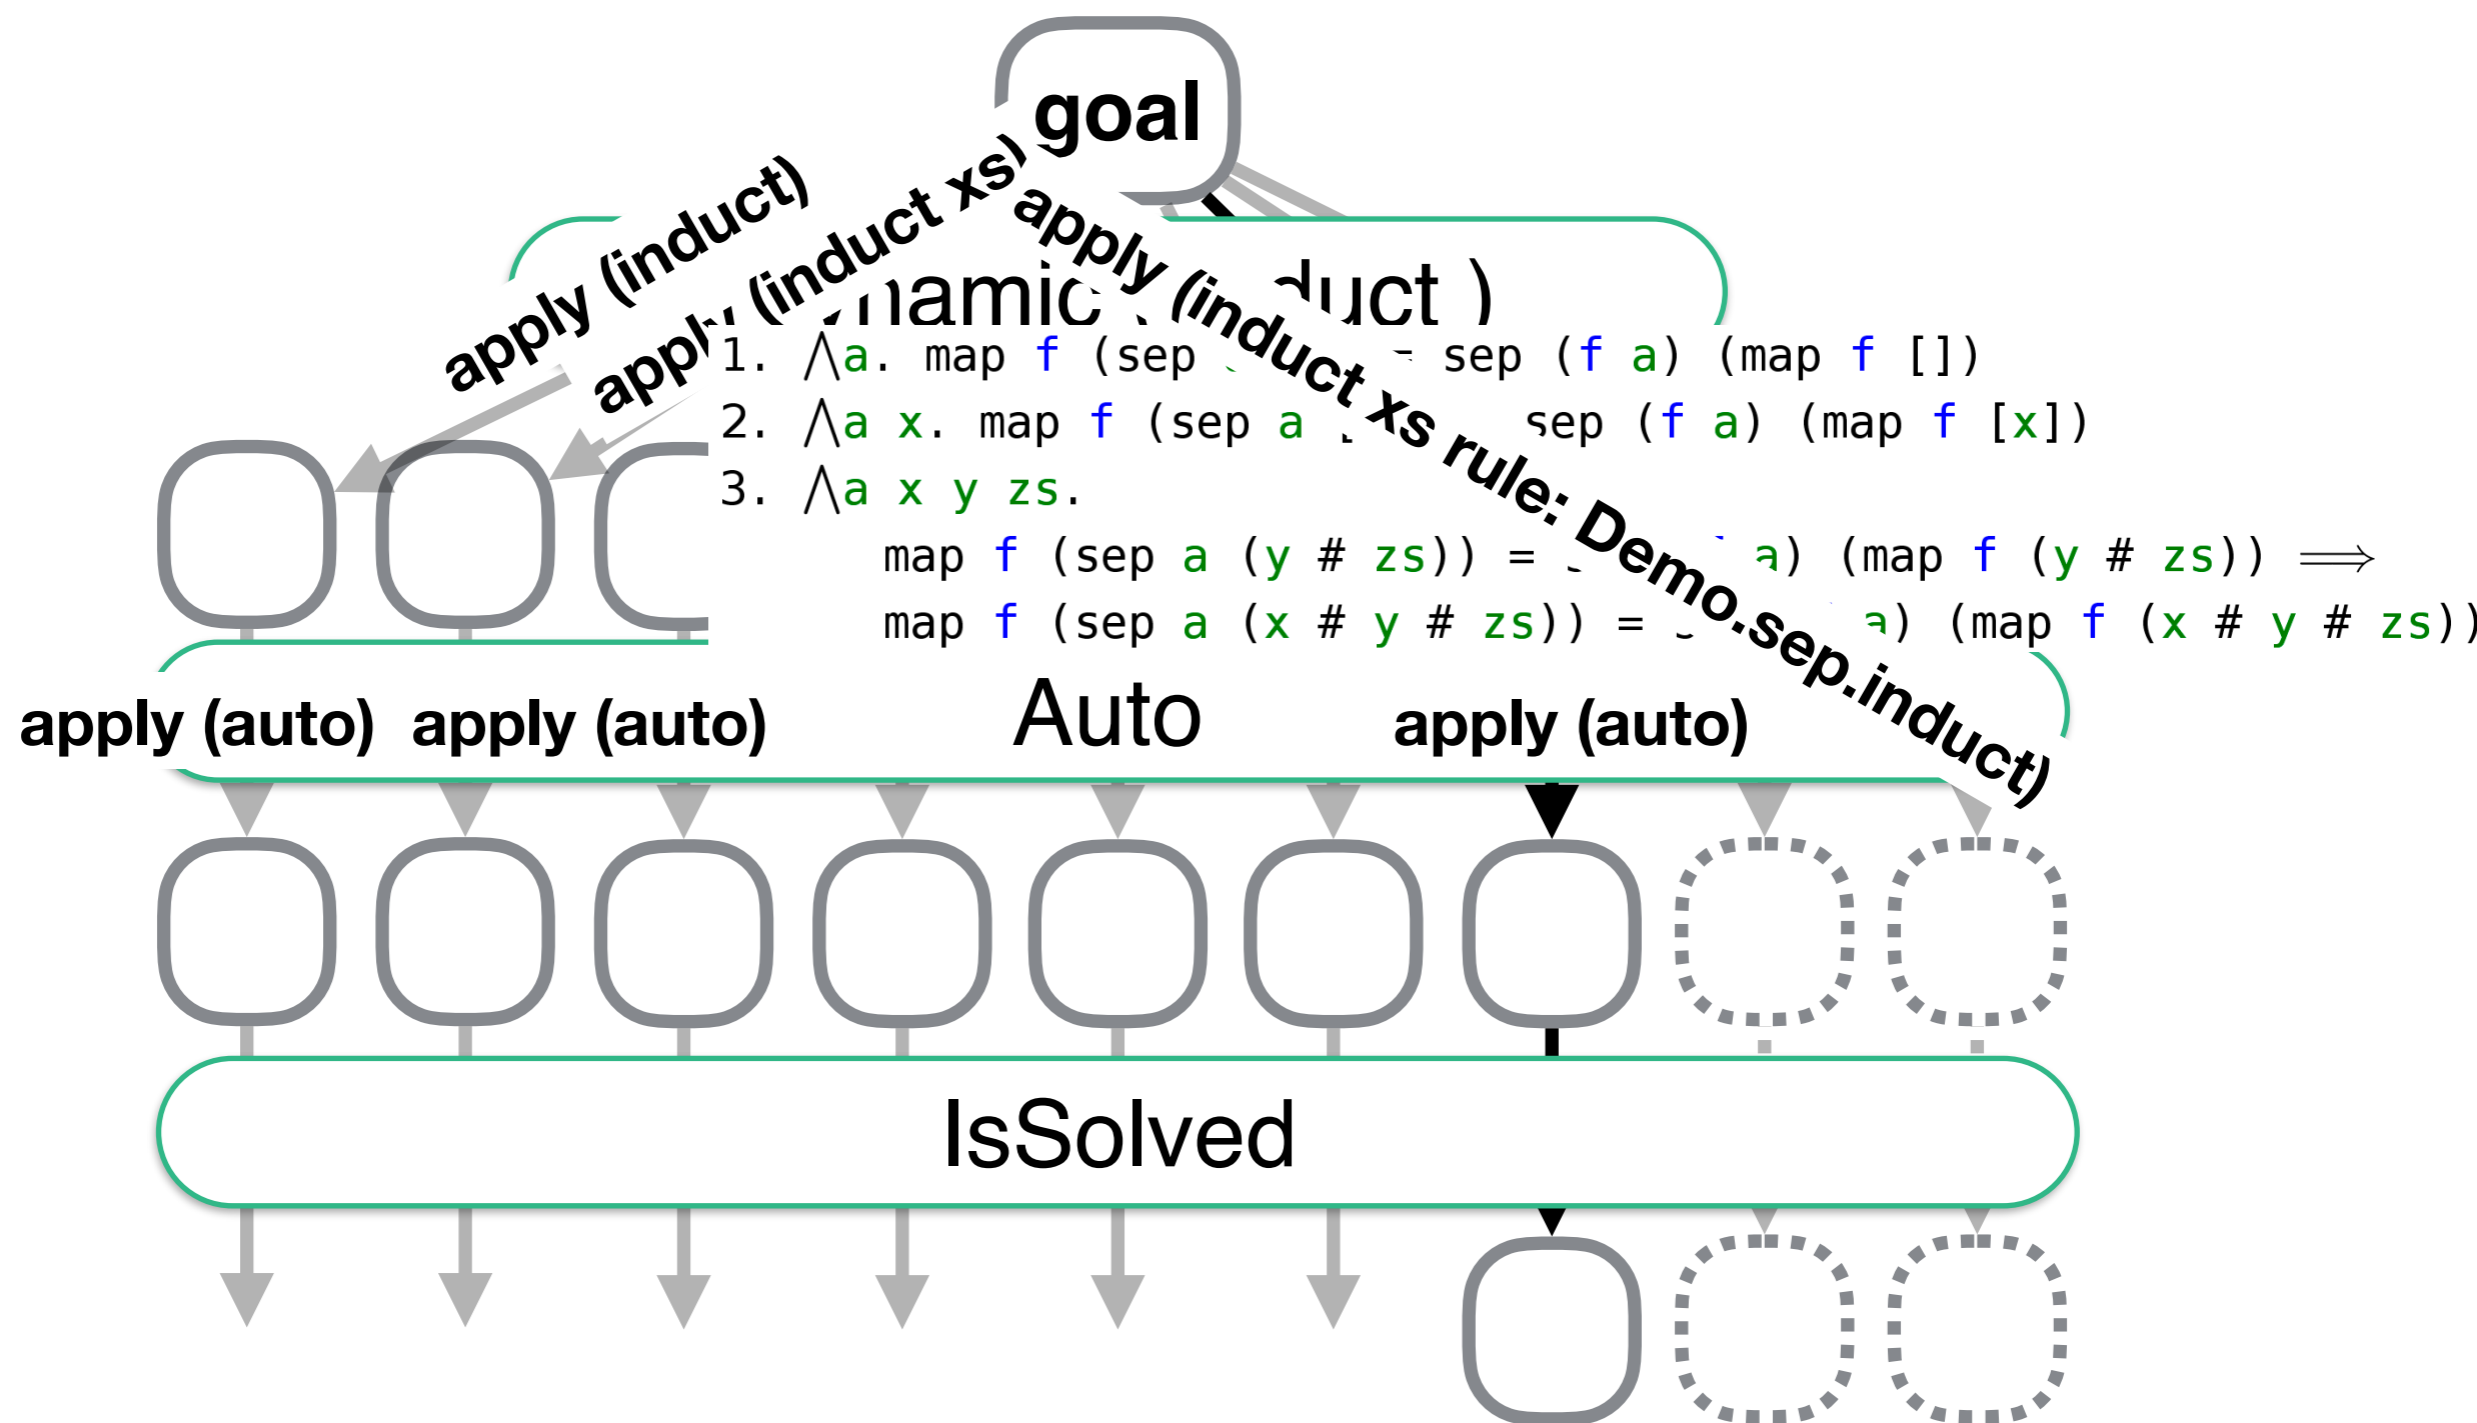 goal
apply (induct)
apply (induct xs)
apply (induct xs rule: Demo.sep.induct)
1. ⋀a. map f (sep = sep (f a) (map f [])
2. ⋀a x. map f (sep a sep (f a) (map f [x])
3. ⋀a x y zs.
map f (sep a (y # zs)) = a) (map f (y # zs)) ⟹
map f (sep a (x # y # zs)) = a) (map f (x # y # zs))
apply (auto) apply (auto) Auto apply (auto)
IsSolved